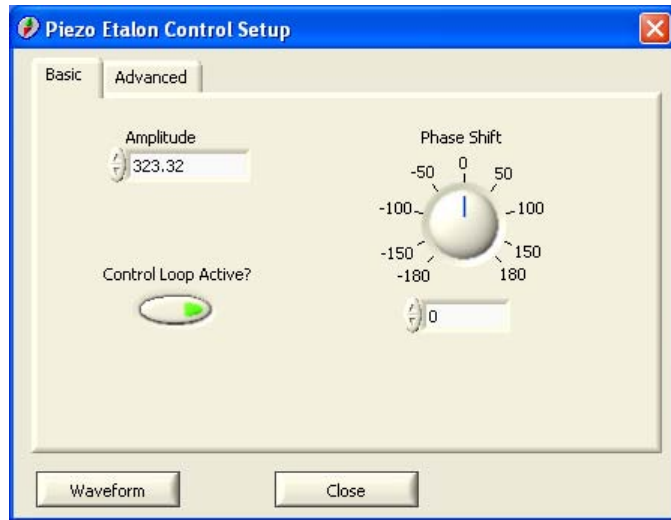 Piezo Etalon Control Setup
Basic
Advanced
Amplitude
323.32
Phase Shift
0
-50
50
-100
100
-150
150
-180
180
Control Loop Active?
0
Waveform
Close